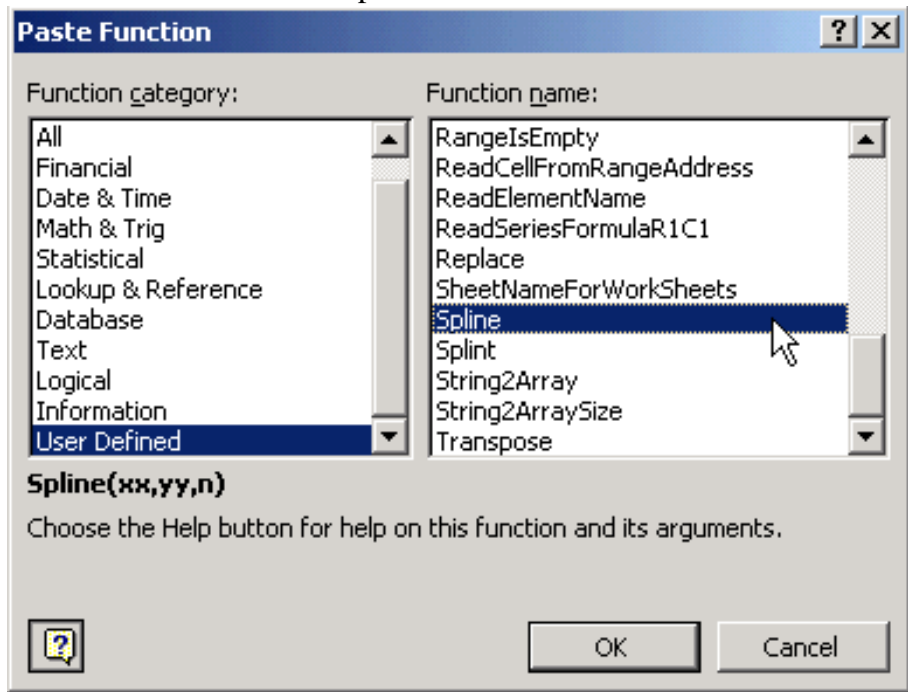 Paste Function
? X
Function category:
Function name:
All
Financial
Date & Time
Math & Trig
Statistical
Lookup & Reference
Database
Text
Logical
Information
User Defined
RangeIsEmpty
ReadCellFromRangeAddress
ReadElementName
ReadSeriesFormulaR1C1
Replace
SheetNameForWorkSheets
Spline
Splint
String2Array
String2ArraySize
Transpose
Spline(xx,yy,n)
Choose the Help button for help on this function and its arguments.
?
OK
Cancel